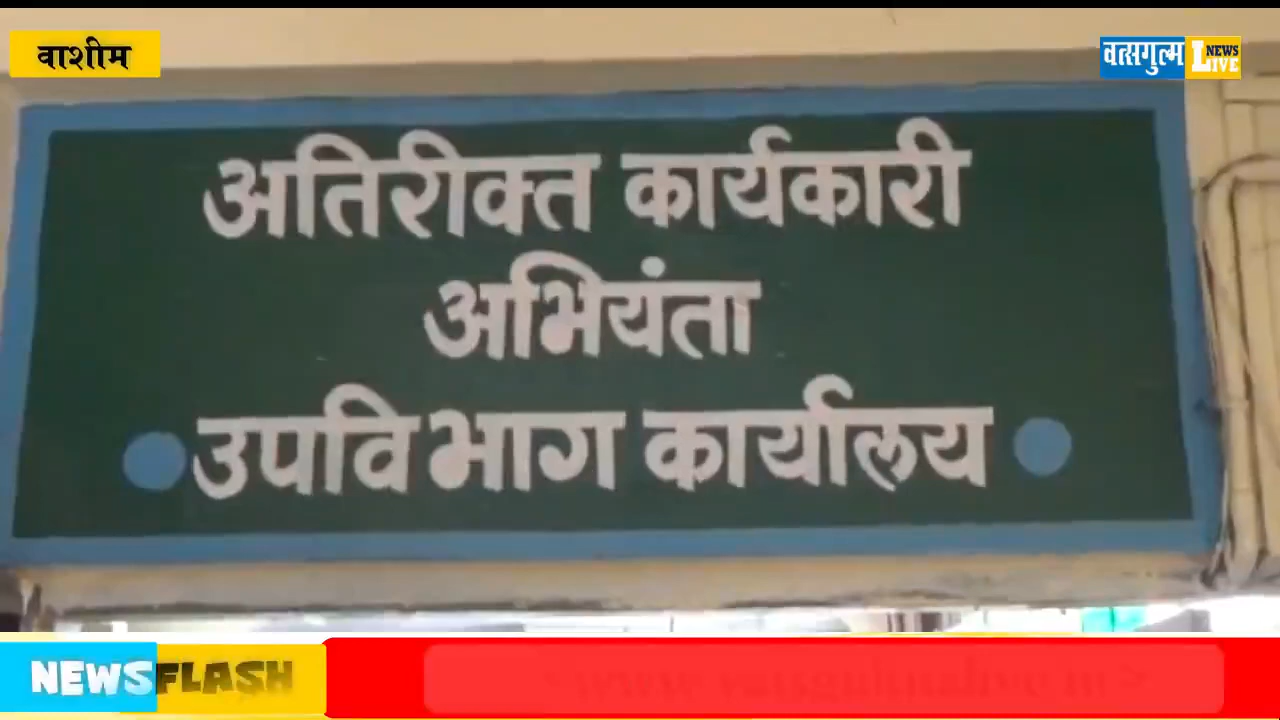 वाशीम
वत्सगुल्म LIVE NEWS
अतिरीक्त कार्यकारी
अभियंता
उपविभाग कार्यालय
NEWSFLASH